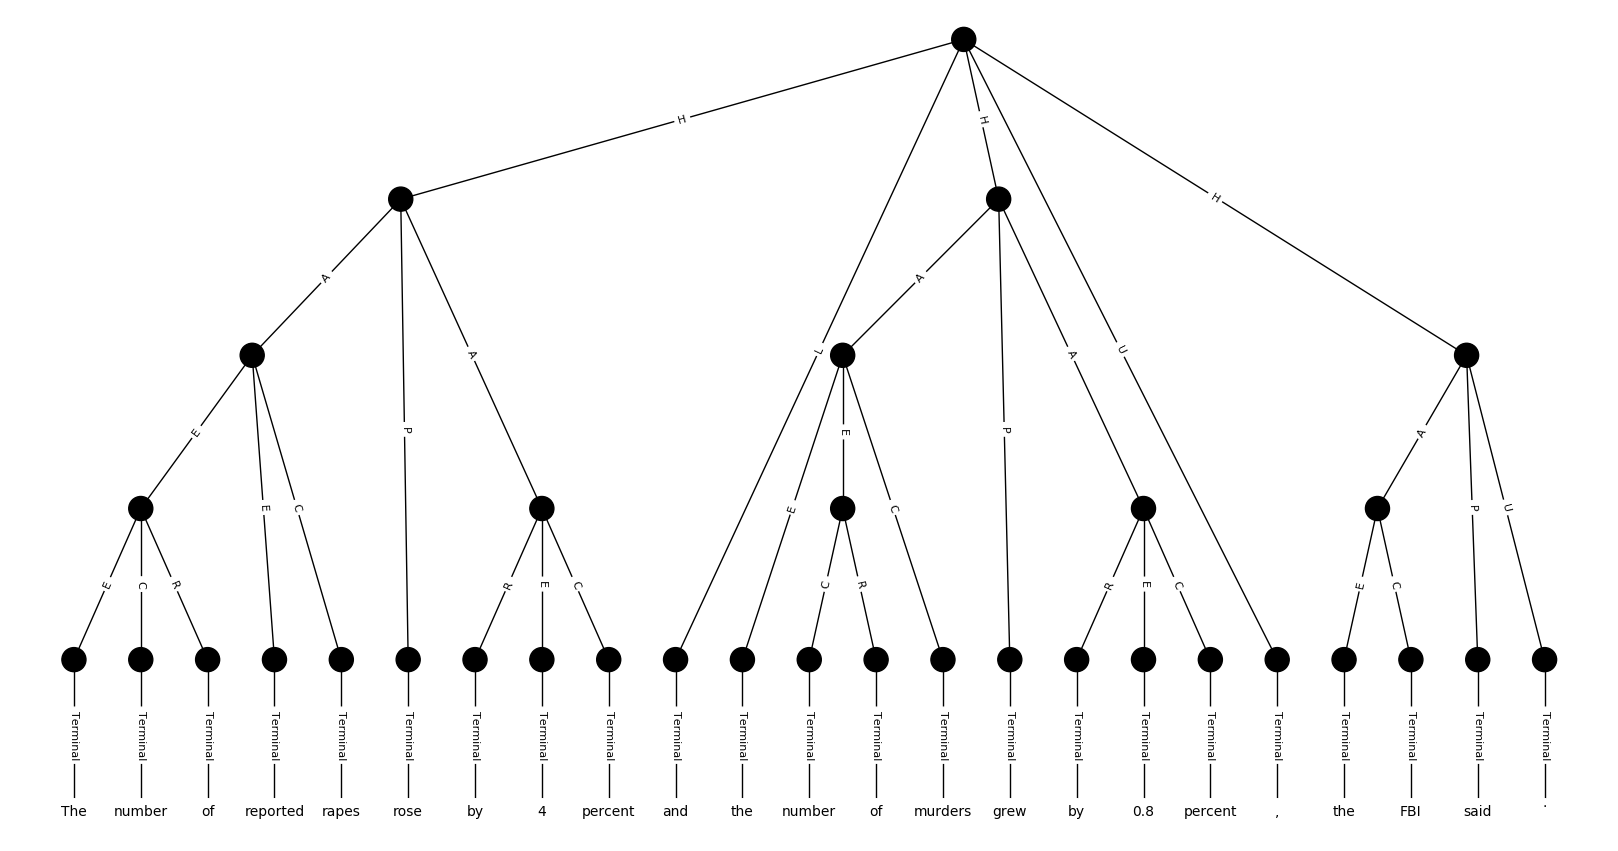 H
H
H
A
A
L
A
A
U
E
P
E
P
A
E
C
E
C
P
U
E
C
R
R
E
C
C
R
R
E
C
E
C
Terminal Terminal Terminal Terminal Terminal Terminal Terminal Terminal Terminal Terminal Terminal Terminal Terminal Terminal Terminal Terminal Terminal Terminal Terminal Terminal Terminal Terminal Terminal
The number of reported rapes rose by 4 percent and the number of murders grew by 0.8 percent , the FBI said .